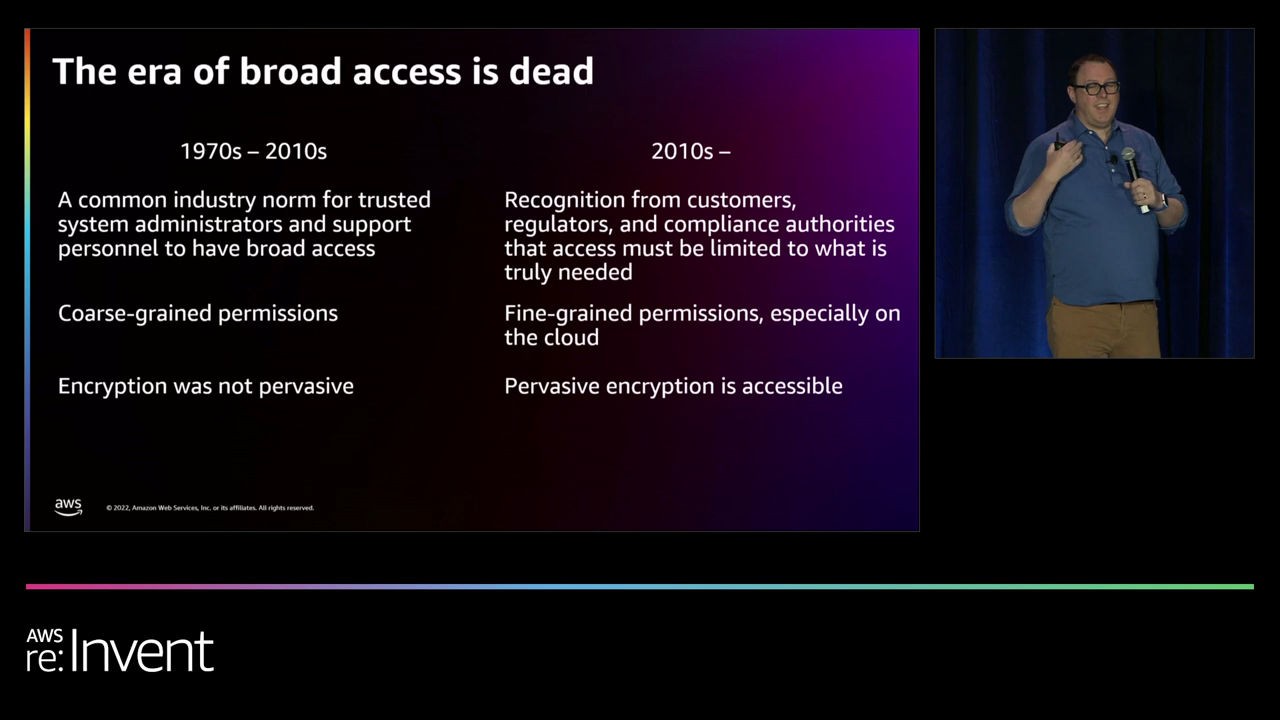 The era of broad access is dead
1970s – 2010s
2010s –
A common industry norm for trusted
system administrators and support
personnel to have broad access
Recognition from customers,
regulators, and compliance authorities
that access must be limited to what is
truly needed
Coarse-grained permissions
Fine-grained permissions, especially on
the cloud
Encryption was not pervasive
Pervasive encryption is accessible
aws
© 2022, Amazon Web Services, Inc. or its affiliates. All rights reserved.
AWS
re:Invent